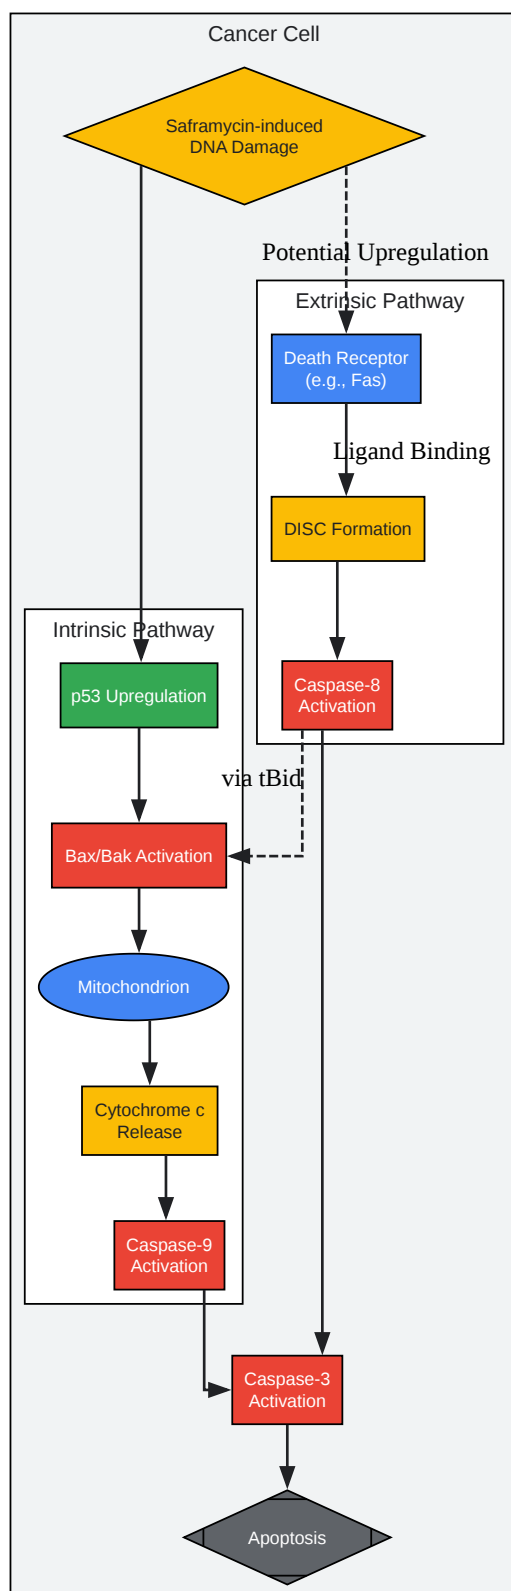 Cancer Cell
Saframycin-induced
DNA Damage
Potential Upregulation
Extrinsic Pathway
Death Receptor
(e.g., Fas)
Ligand Binding
DISC Formation
Intrinsic Pathway
Caspase-8
Activation
p53 Upregulation
via tBid
Bax/Bak Activation
Mitochondrion
Cytochrome c
Release
Caspase-9
Activation
Caspase-3
Activation
Apoptosis